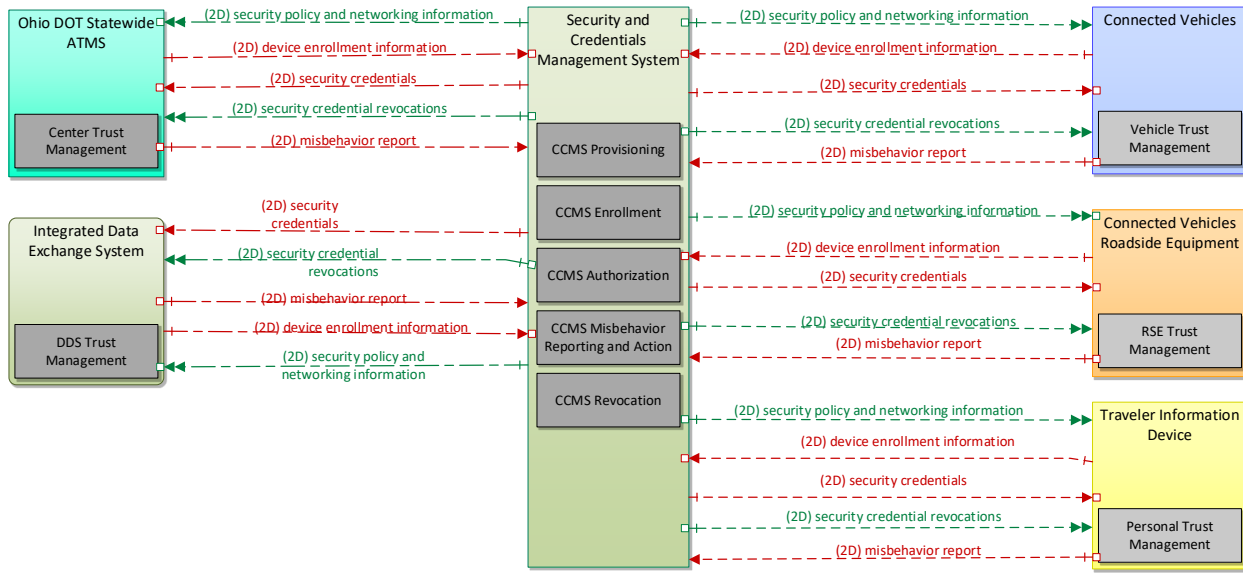 Ohio DOT Statewide
ATMS
(2D) security policy and networking information
(2D) device enrollment information
(2D) security credentials
(2D) security credential revocations
Center Trust
Management
(2D) misbehavior report
Integrated Data
Exchange System
(2D) security
credentials
(2D) security credential
revocations
(2D) misbehavior report
(2D) device enrollment information
DDS Trust
Management
(2D) security policy and
networking information
Security and
Credentials
Management System
CCMS Provisioning
CCMS Enrollment
CCMS Authorization
CCMS Misbehavior
Reporting and Action
CCMS Revocation
(2D) security policy and networking information
Connected Vehicles
(2D) device enrollment information
(2D) security credentials
(2D) security credential revocations
Vehicle Trust
Management
(2D) misbehavior report
(2D) security policy and networking information
Connected Vehicles
Roadside Equipment
(2D) device enrollment information
(2D) security credentials
(2D) security credential revocations
RSE Trust
Management
(2D) misbehavior report
(2D) security policy and networking information
Traveler Information
Device
(2D) device enrollment information
(2D) security credentials
(2D) security credential revocations
Personal Trust
Management
(2D) misbehavior report